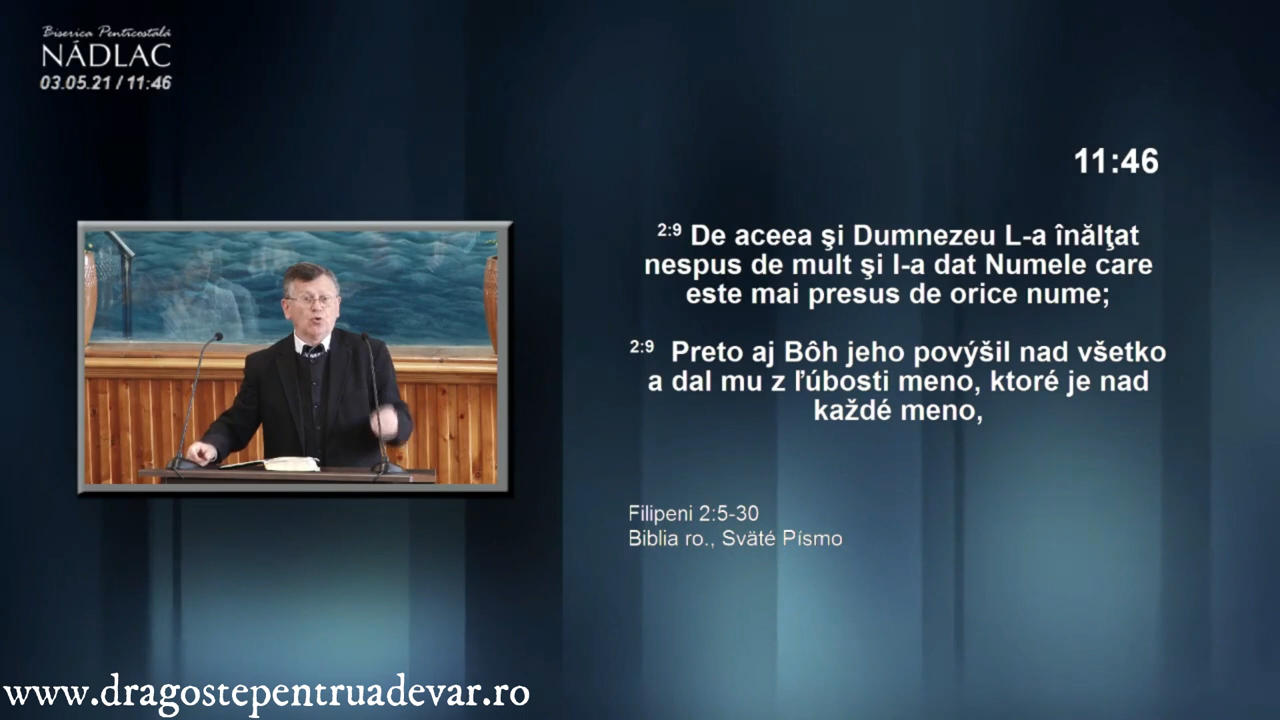 Biserica Penticostală
NĂDLAC
03.05.21 / 11:46
11:46
2:9 De aceea şi Dumnezeu L-a înălţat
nespus de mult şi I-a dat Numele care
este mai presus de orice nume;
2:9 Preto aj Bôh jeho povýšil nad všetko
a dal mu z ľúbosti meno, ktoré je nad
každé meno,
Filipeni 2:5-30
Biblia ro., Sväté Písmo
www.dragostepentruadevar.ro